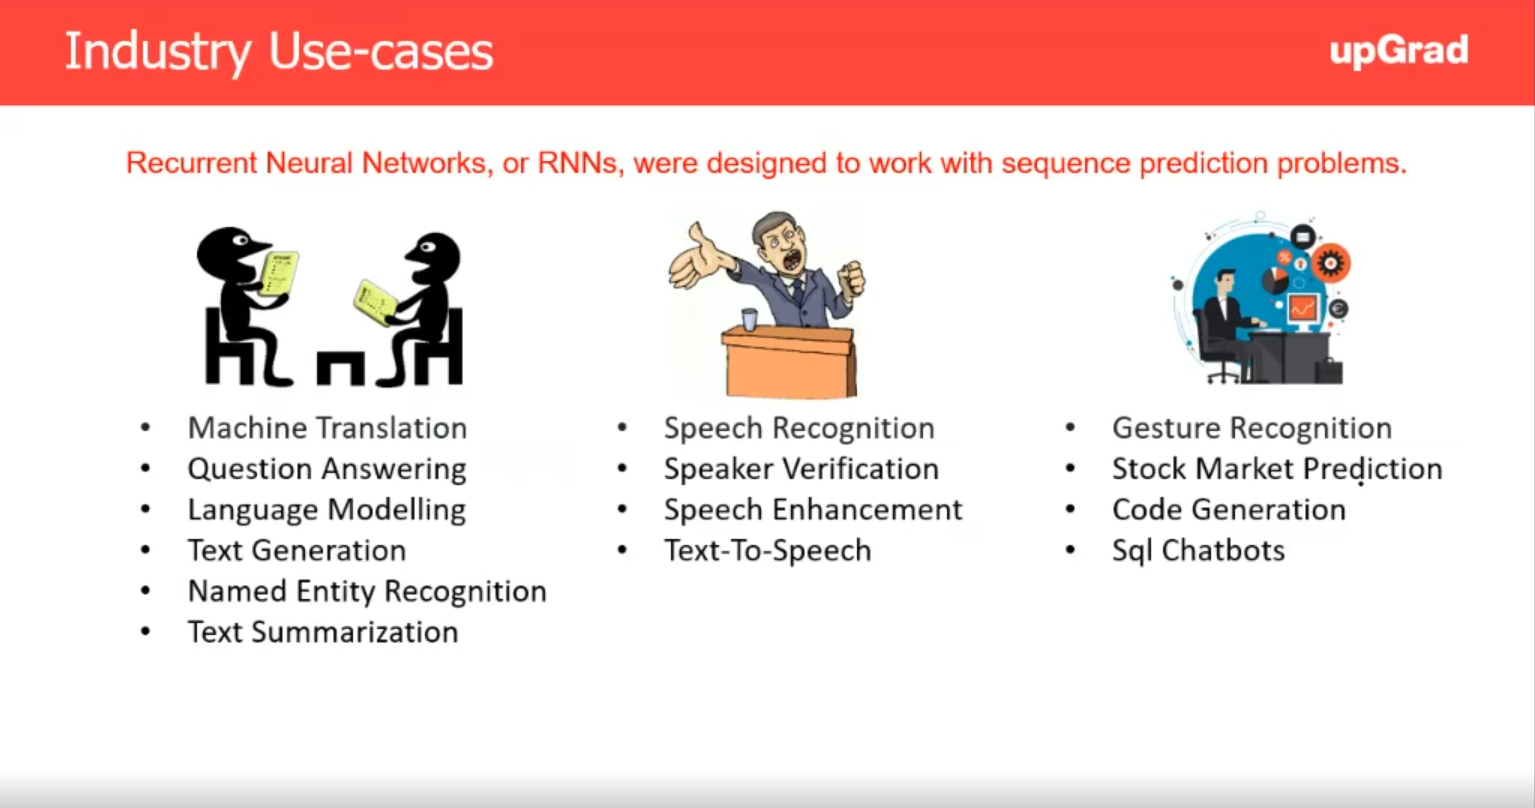 Industry Use-cases
upGrad
Recurrent Neural Networks, or RNNs, were designed to work with sequence prediction problems.
• Machine Translation
• Question Answering
• Language Modelling
• Text Generation
• Named Entity Recognition
• Text Summarization
• Speech Recognition
• Speaker Verification
• Speech Enhancement
• Text-To-Speech
• Gesture Recognition
• Stock Market Prediction
• Code Generation
• Sql Chatbots